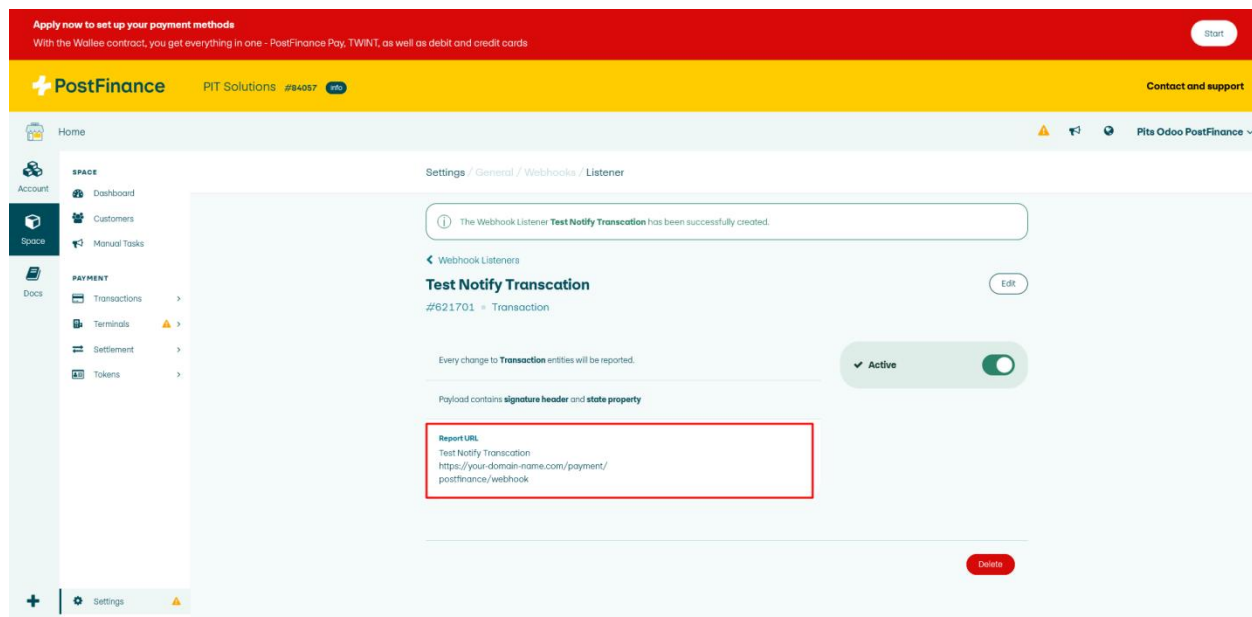 Apply now to set up your payment methods
With the Wallee contract, you get everything in one - PostFinance Pay, TWINT, as well as debit and credit cards
Start
PostFinance
PIT Solutions #84057 info
Contact and support
Home
Pits Odoo PostFinance
Account
Space
Docs
SPACE
Dashboard
Customers
Manual Tasks
PAYMENT
Transactions
Terminals
Settlement
Tokens
Settings
Settings / General / Webhooks / Listener
The Webhook Listener Test Notify Transcation has been successfully created.
Webhook Listeners
Test Notify Transcation
Edit
#621701 Transaction
Every change to Transaction entities will be reported.
Active
Payload contains signature header and state property
Report URL
Test Notify Transcation
https://your-domain-name.com/payment/
postfinance/webhook
Delete